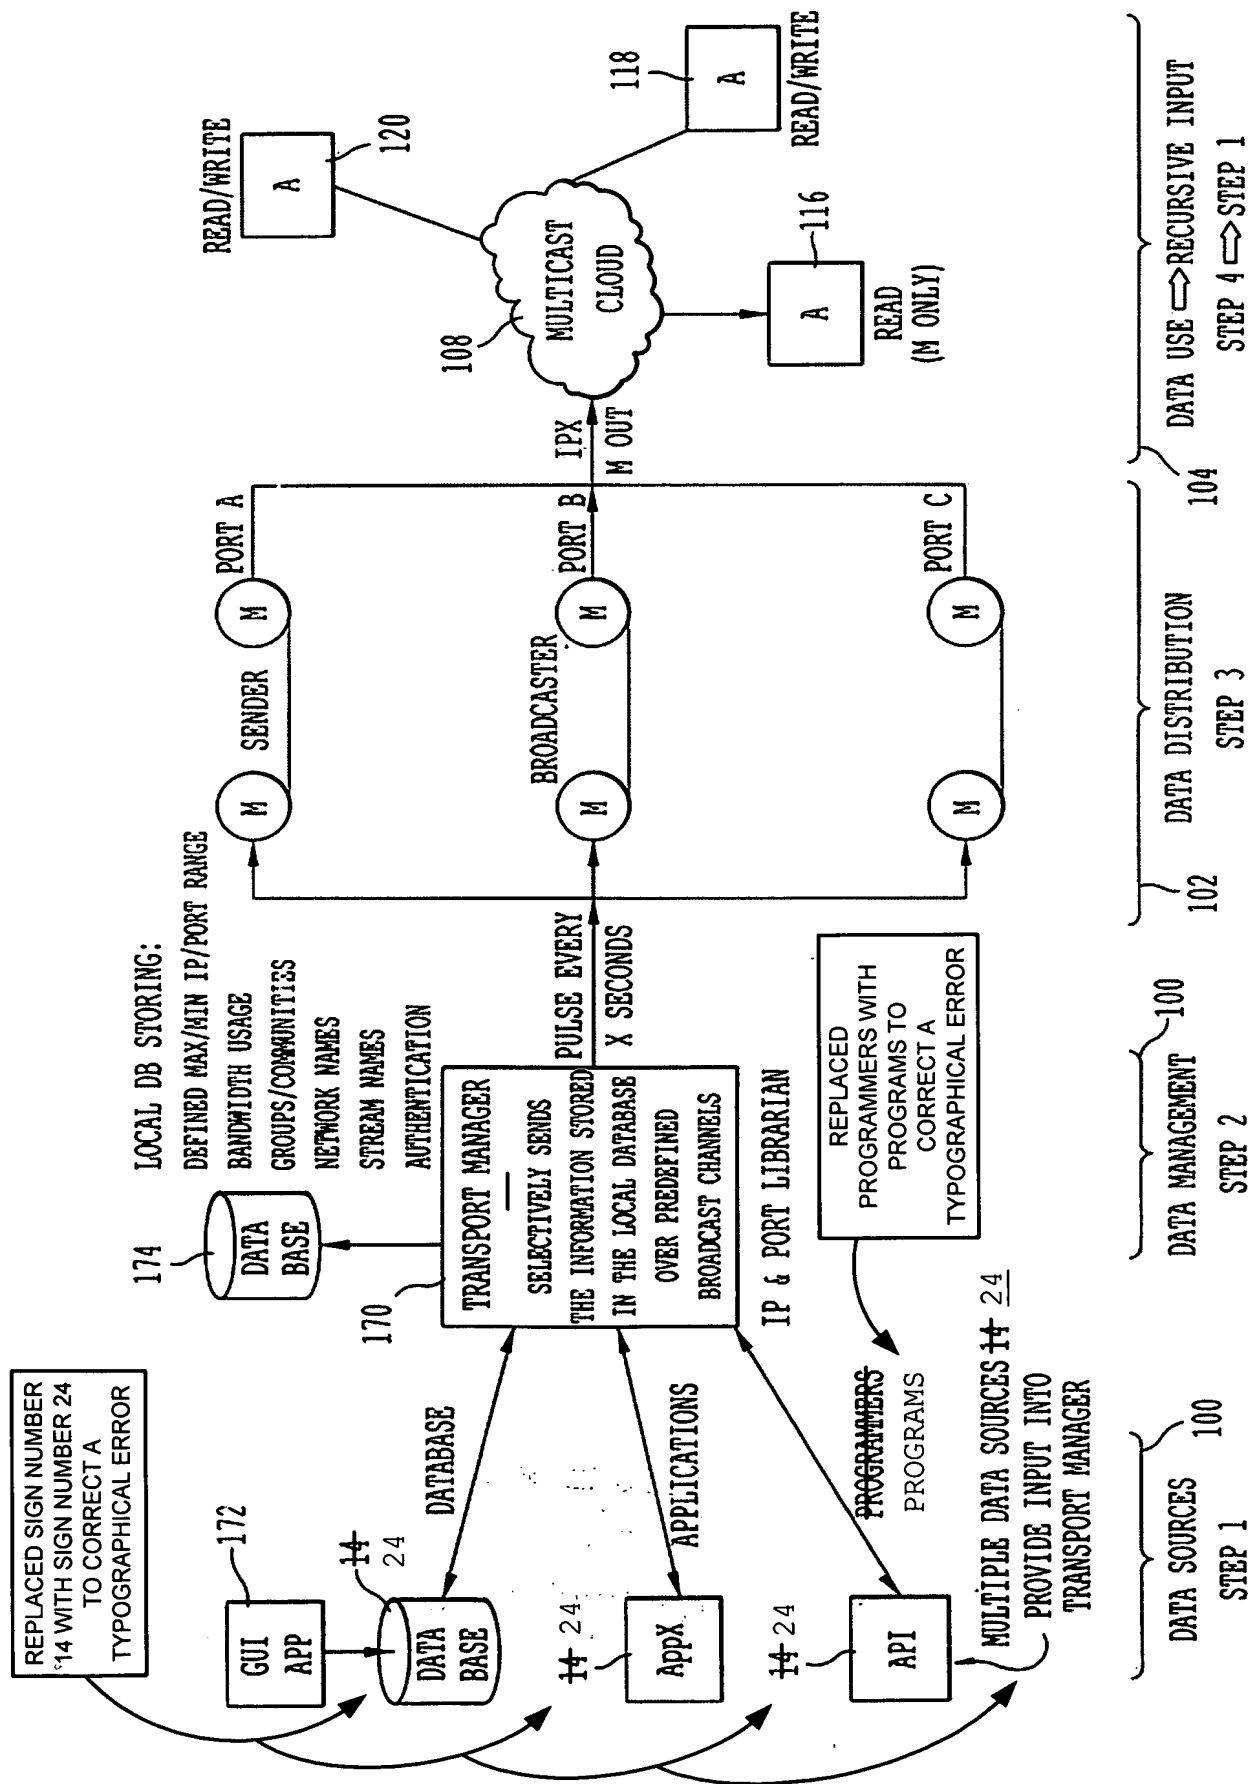 REPLACED SIGN NUMBER
14 WITH SIGN NUMBER 24
TO CORRECT A
TYPOGRAPHICAL ERROR
GUI
APP
172
DATA
BASE
14
24
DATABASE
14 24
AppX
APPLICATIONS
14 24
API
PROGRAMMERS
PROGRAMS
MULTIPLE DATA SOURCES 14 24
PROVIDE INPUT INTO
TRANSPORT MANAGER
100
DATA SOURCES
STEP 1
174
DATA
BASE
LOCAL DB STORING:
DEFINED MAX/MIN IP/PORT RANGE
BANDWIDTH USAGE
GROUPS/COMMUNITIES
NETWORK NAMES
STREAM NAMES
AUTHENTICATION
170
TRANSPORT MANAGER
SELECTIVELY SENDS
THE INFORMATION STORED
IN THE LOCAL DATABASE
OVER PREDEFINED
BROADCAST CHANNELS
IP & PORT LIBRARIAN
PULSE EVERY
X SECONDS
REPLACED
PROGRAMMERS WITH
PROGRAMS TO
CORRECT A
TYPOGRAPHICAL ERROR
100
DATA MANAGEMENT
STEP 2
M
SENDER
M
PORT A
M
BROADCASTER
M
PORT B
M
M
PORT C
102
DATA DISTRIBUTION
STEP 3
IPX
M OUT
108
MULTICAST
CLOUD
READ/WRITE
A
120
118
A
READ/WRITE
116
A
READ
(M ONLY)
104
DATA USE ⇨ RECURSIVE INPUT
STEP 4 ⇨ STEP 1